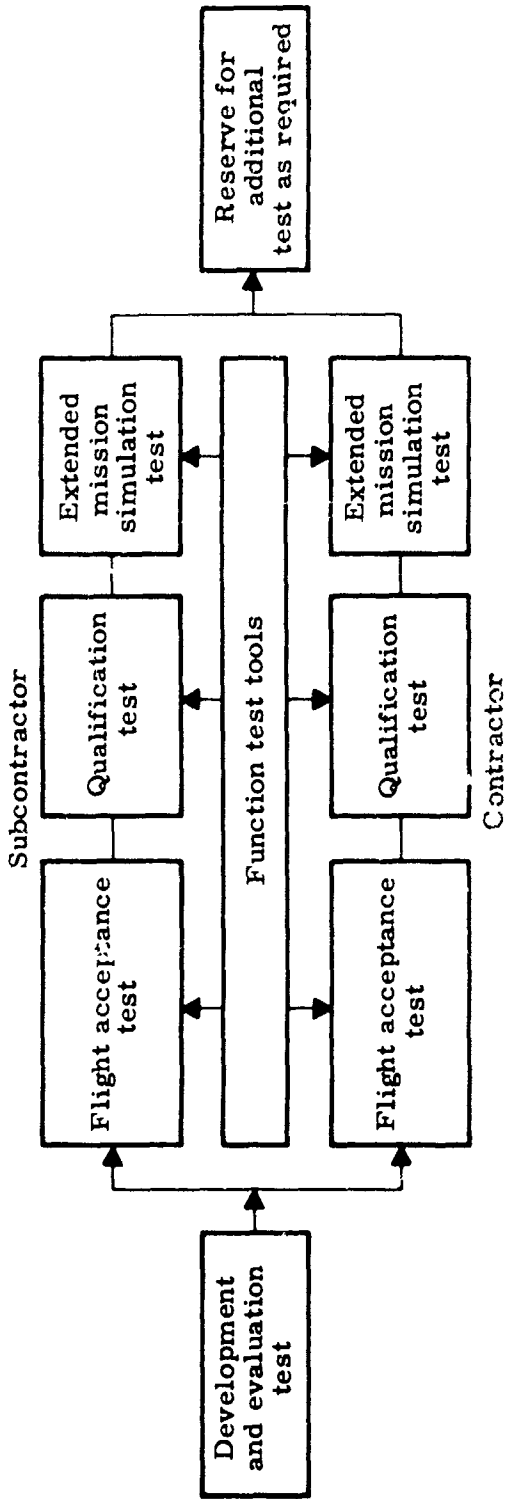 Development
and evaluation
test
Subcontractor
Flight acceptance
test
Qualification
test
Extended
mission
simulation
test
Function test tools
Flight acceptance
test
Qualification
test
Extended
mission
simulation
test
Contractor
Reserve for
additional
test as required